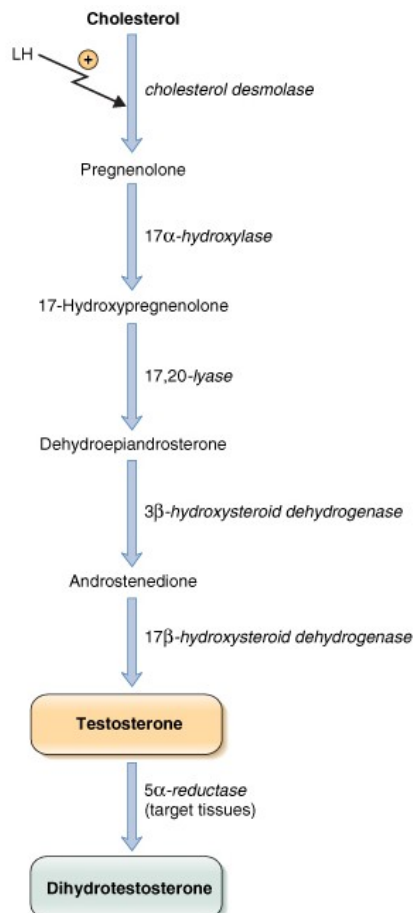 Cholesterol
LH
+
cholesterol desmolase
Pregnenolone
17α-hydroxylase
17-Hydroxypregnenolone
17,20-lyase
Dehydroepiandrosterone
3β-hydroxysteroid dehydrogenase
Androstenedione
17β-hydroxysteroid dehydrogenase
Testosterone
5α-reductase
(target tissues)
Dihydrotestosterone